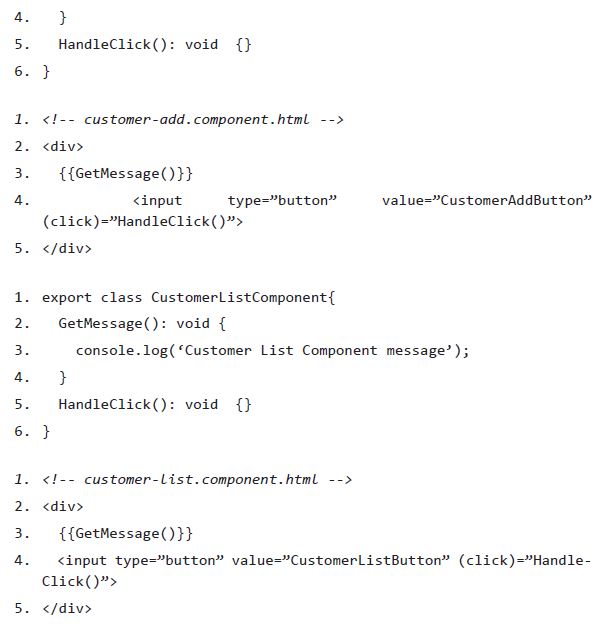 4. }
5. HandleClick(): void {}
6. }
1. <!-- customer-add.component.html -->
2. <div>
3. {{GetMessage()}}
4. <input type=”button” value=”CustomerAddButton”
(click)=”HandleClick()”>
5. </div>
1. export class CustomerListComponent{
2. GetMessage(): void {
3. console.log(‘Customer List Component message’);
4. }
5. HandleClick(): void {}
6. }
1. <!-- customer-list.component.html -->
2. <div>
3. {{GetMessage()}}
4. <input type=”button” value=”CustomerListButton” (click)=”Handle-
Click()”>
5. </div>